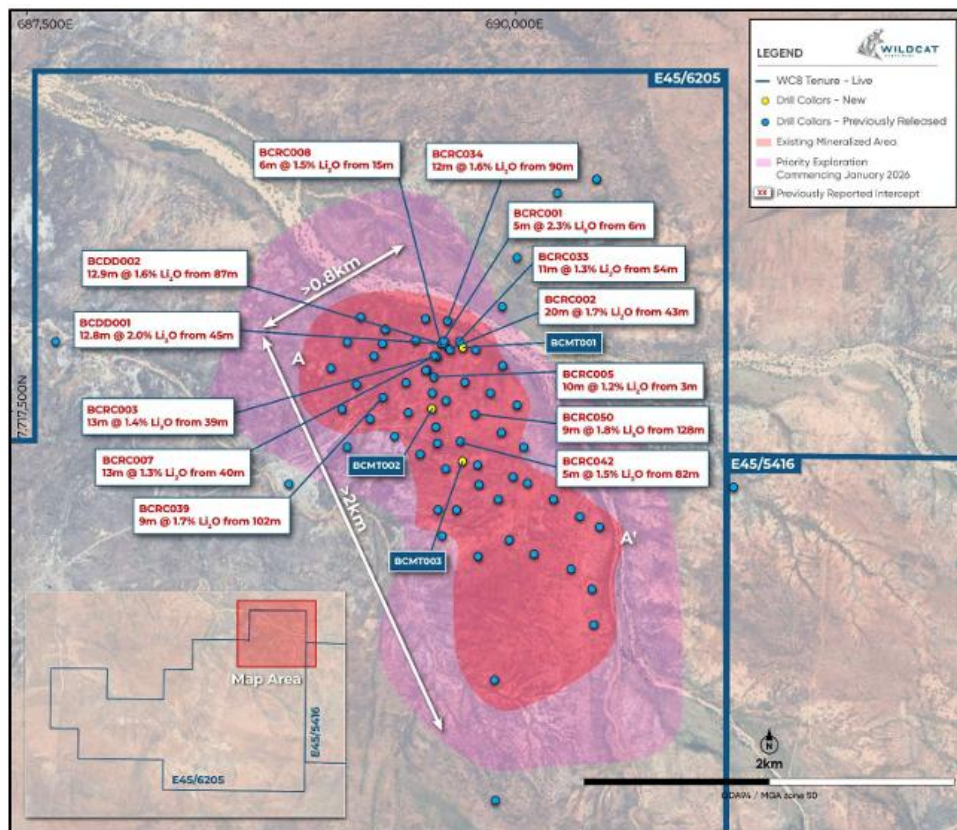 687,500E
690,000E
7,717,500N
LEGEND
WILDCAT
WC8 Tenure - Live
Drill Collars - New
Drill Collars - Previously Released
Existing Mineralized Area
Priority Exploration
Commencing January 2026
XX Previously Reported Intercept
E45/6205
BCRC008
6m @ 1.5% Li₂O from 15m
BCRC034
12m @ 1.6% Li₂O from 90m
BCRC001
5m @ 2.3% Li₂O from 6m
BCDD002
12.9m @ 1.6% Li₂O from 87m
>0.8km
BCRC033
11m @ 1.3% Li₂O from 54m
BCRC002
20m @ 1.7% Li₂O from 43m
BCDD001
12.8m @ 2.0% Li₂O from 45m
BCMT001
A
BCRC005
10m @ 1.2% Li₂O from 3m
BCRC003
13m @ 1.4% Li₂O from 39m
BCRC050
9m @ 1.8% Li₂O from 128m
BCRC007
13m @ 1.3% Li₂O from 40m
BCMT002
BCRC042
5m @ 1.5% Li₂O from 82m
E45/5416
BCRC039
9m @ 1.7% Li₂O from 102m
>2km
BCMT003
A'
Map Area
E45/5416
E45/6205
N
2km
GDA94 / MGA zone 50